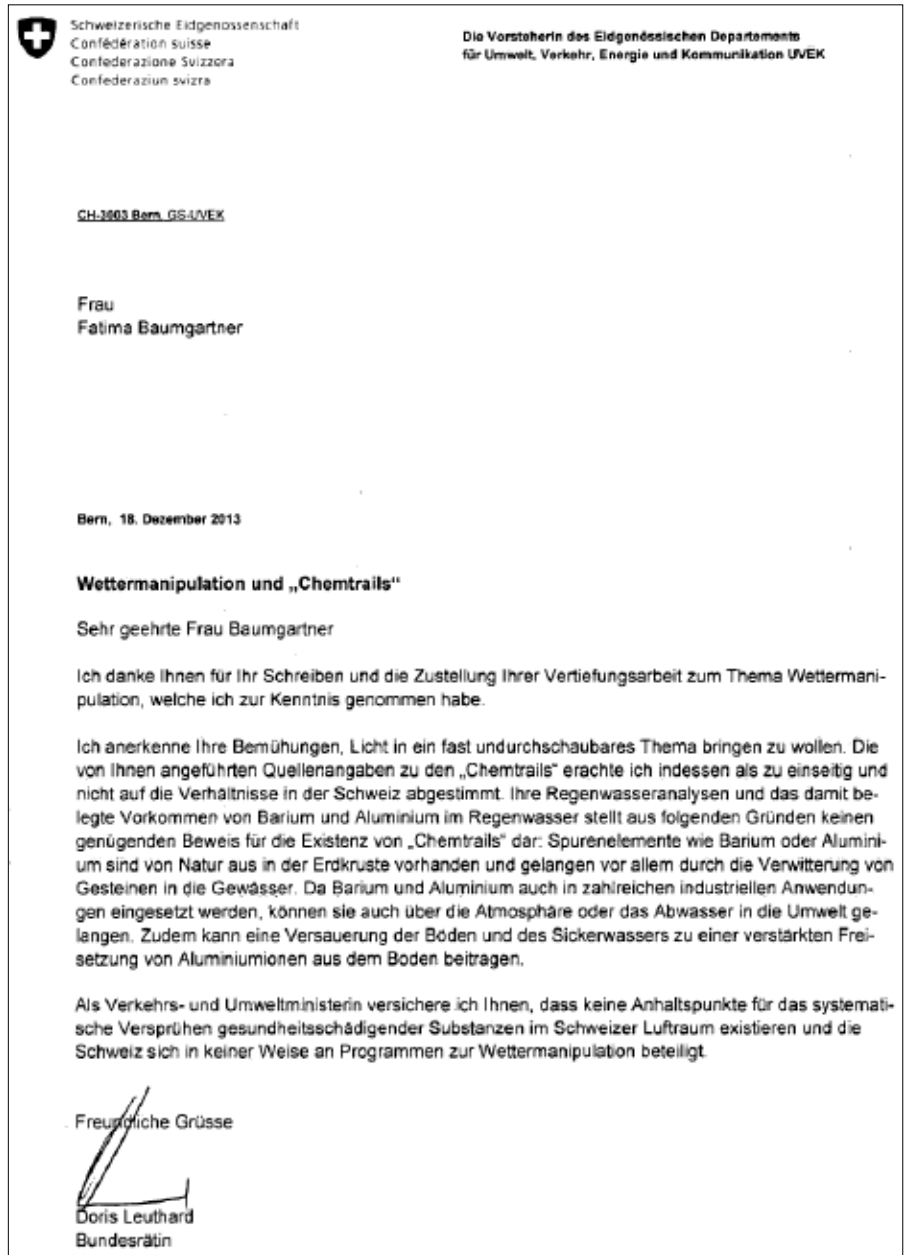 Schweizerische Eidgenossenschaft
Confédération suisse
Confederazione Svizzera
Confederaziun svizra
Die Vorsteherin des Eidgenössischen Departements
für Umwelt, Verkehr, Energie und Kommunikation UVEK
CH-3003 Bern, GS-UVEK
Frau
Fatima Baumgartner
Bern, 18. Dezember 2013
Wettermanipulation und „Chemtrails“
Sehr geehrte Frau Baumgartner
Ich danke Ihnen für Ihr Schreiben und die Zustellung Ihrer Vertiefungsarbeit zum Thema Wettermani-
pulation, welche ich zur Kenntnis genommen habe.
Ich anerkenne Ihre Bemühungen, Licht in ein fast undurchschaubares Thema bringen zu wollen. Die
von Ihnen angeführten Quellenangaben zu den „Chemtrails“ erachte ich indessen als zu einseitig und
nicht auf die Verhältnisse in der Schweiz abgestimmt. Ihre Regenwasseranalysen und das damit be-
legte Vorkommen von Barium und Aluminium im Regenwasser stellt aus folgenden Gründen keinen
genügenden Beweis für die Existenz von „Chemtrails“ dar: Spurenelemente wie Barium oder Alumini-
um sind von Natur aus in der Erdkruste vorhanden und gelangen vor allem durch die Verwitterung von
Gesteinen in die Gewässer. Da Barium und Aluminium auch in zahlreichen industriellen Anwendun-
gen eingesetzt werden, können sie auch über die Atmosphäre oder das Abwasser in die Umwelt ge-
langen. Zudem kann eine Versauerung der Böden und des Sickerwassers zu einer verstärkten Frei-
setzung von Aluminiumionen aus dem Boden beitragen.
Als Verkehrs- und Umweltministerin versichere ich Ihnen, dass keine Anhaltspunkte für das systemati-
sche Versprühen gesundheitsschädigender Substanzen im Schweizer Luftraum existieren und die
Schweiz sich in keiner Weise an Programmen zur Wettermanipulation beteiligt.
Freundliche Grüsse
Doris Leuthard
Bundesrätin